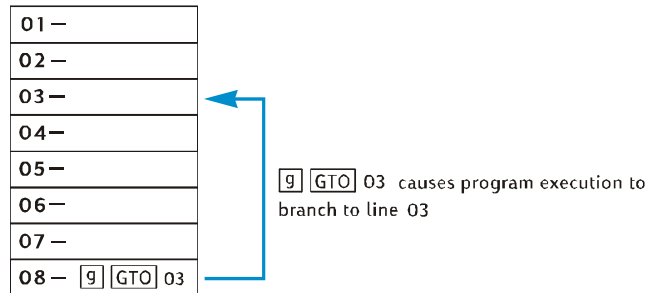 01–
02–
03–
04–
05–
06–
07–
08– g GTO 03
g GTO 03 causes program execution to
branch to line 03